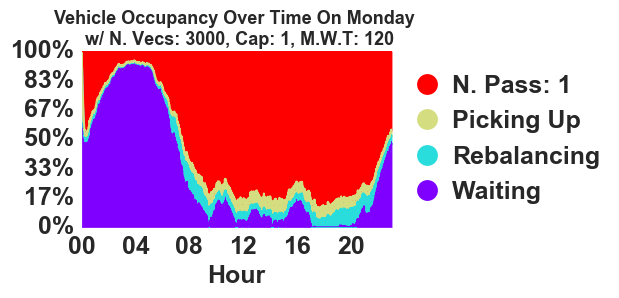 Vehicle Occupancy Over Time On Monday
w/ N. Vecs: 3000, Cap: 1, M.W.T: 120
100%
83%
67%
50%
33%
17%
0%
00 04 08 12 16 20
Hour
N. Pass: 1
Picking Up
Rebalancing
Waiting